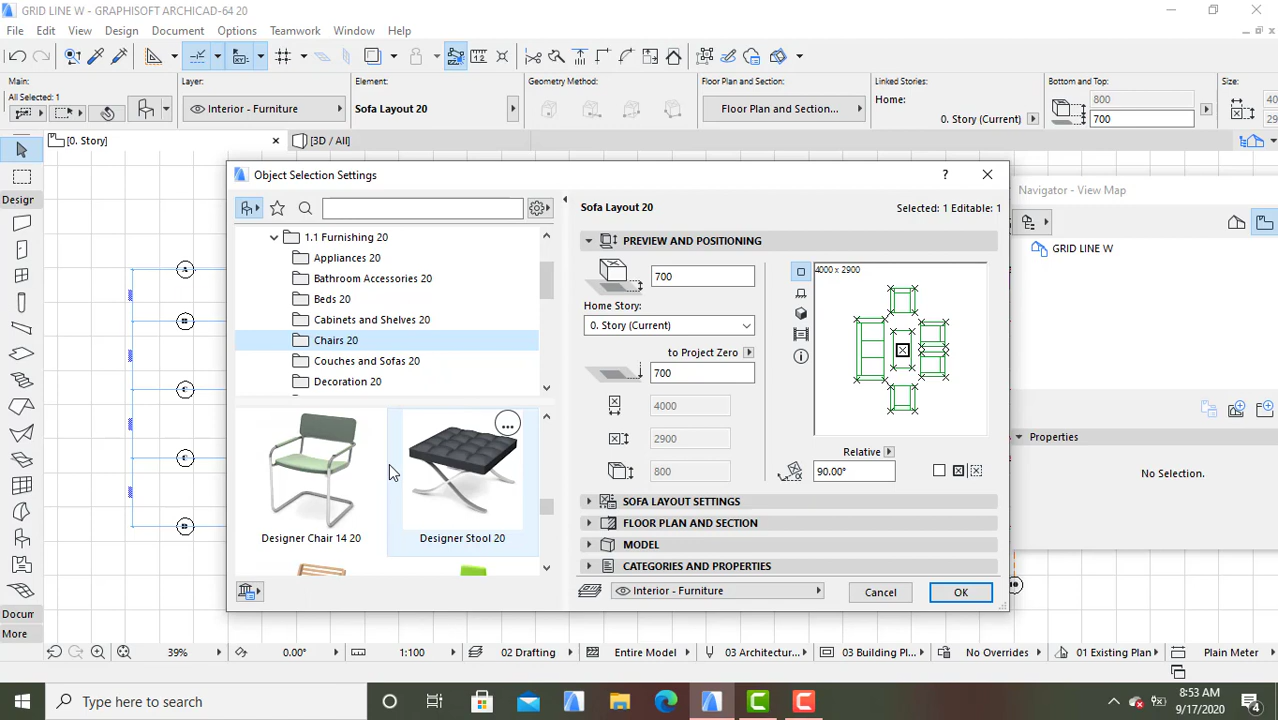 GRID LINE W - GRAPHISOFT ARCHICAD-64 20
File Edit View Design Document Options Teamwork Window Help
Main: Layer: Element: Geometry Method: Floor Plan and Section: Linked Stories: Bottom and Top: Size:
All Selected: 1
Interior - Furniture
Sofa Layout 20
Floor Plan and Section...
Home:
0. Story (Current)
800
700
[0. Story]
[3D / All]
Design
Object Selection Settings
?
Sofa Layout 20
Selected: 1 Editable: 1
Navigator - View Map
GRID LINE W
1.1 Furnishing 20
Appliances 20
Bathroom Accessories 20
Beds 20
Cabinets and Shelves 20
Chairs 20
Couches and Sofas 20
Decoration 20
Designer Chair 14 20
Designer Stool 20
PREVIEW AND POSITIONING
700
Home Story:
0. Story (Current)
to Project Zero
700
4000
2900
800
4000 x 2900
Relative
90.00°
SOFA LAYOUT SETTINGS
FLOOR PLAN AND SECTION
MODEL
CATEGORIES AND PROPERTIES
Interior - Furniture
Cancel
OK
Properties
No Selection.
Docum
More
39%
0.00°
1:100
02 Drafting
Entire Model
03 Architectur...
03 Building Pl...
No Overrides
01 Existing Plan
Plain Meter
Type here to search
8:53 AM
9/17/2020
4